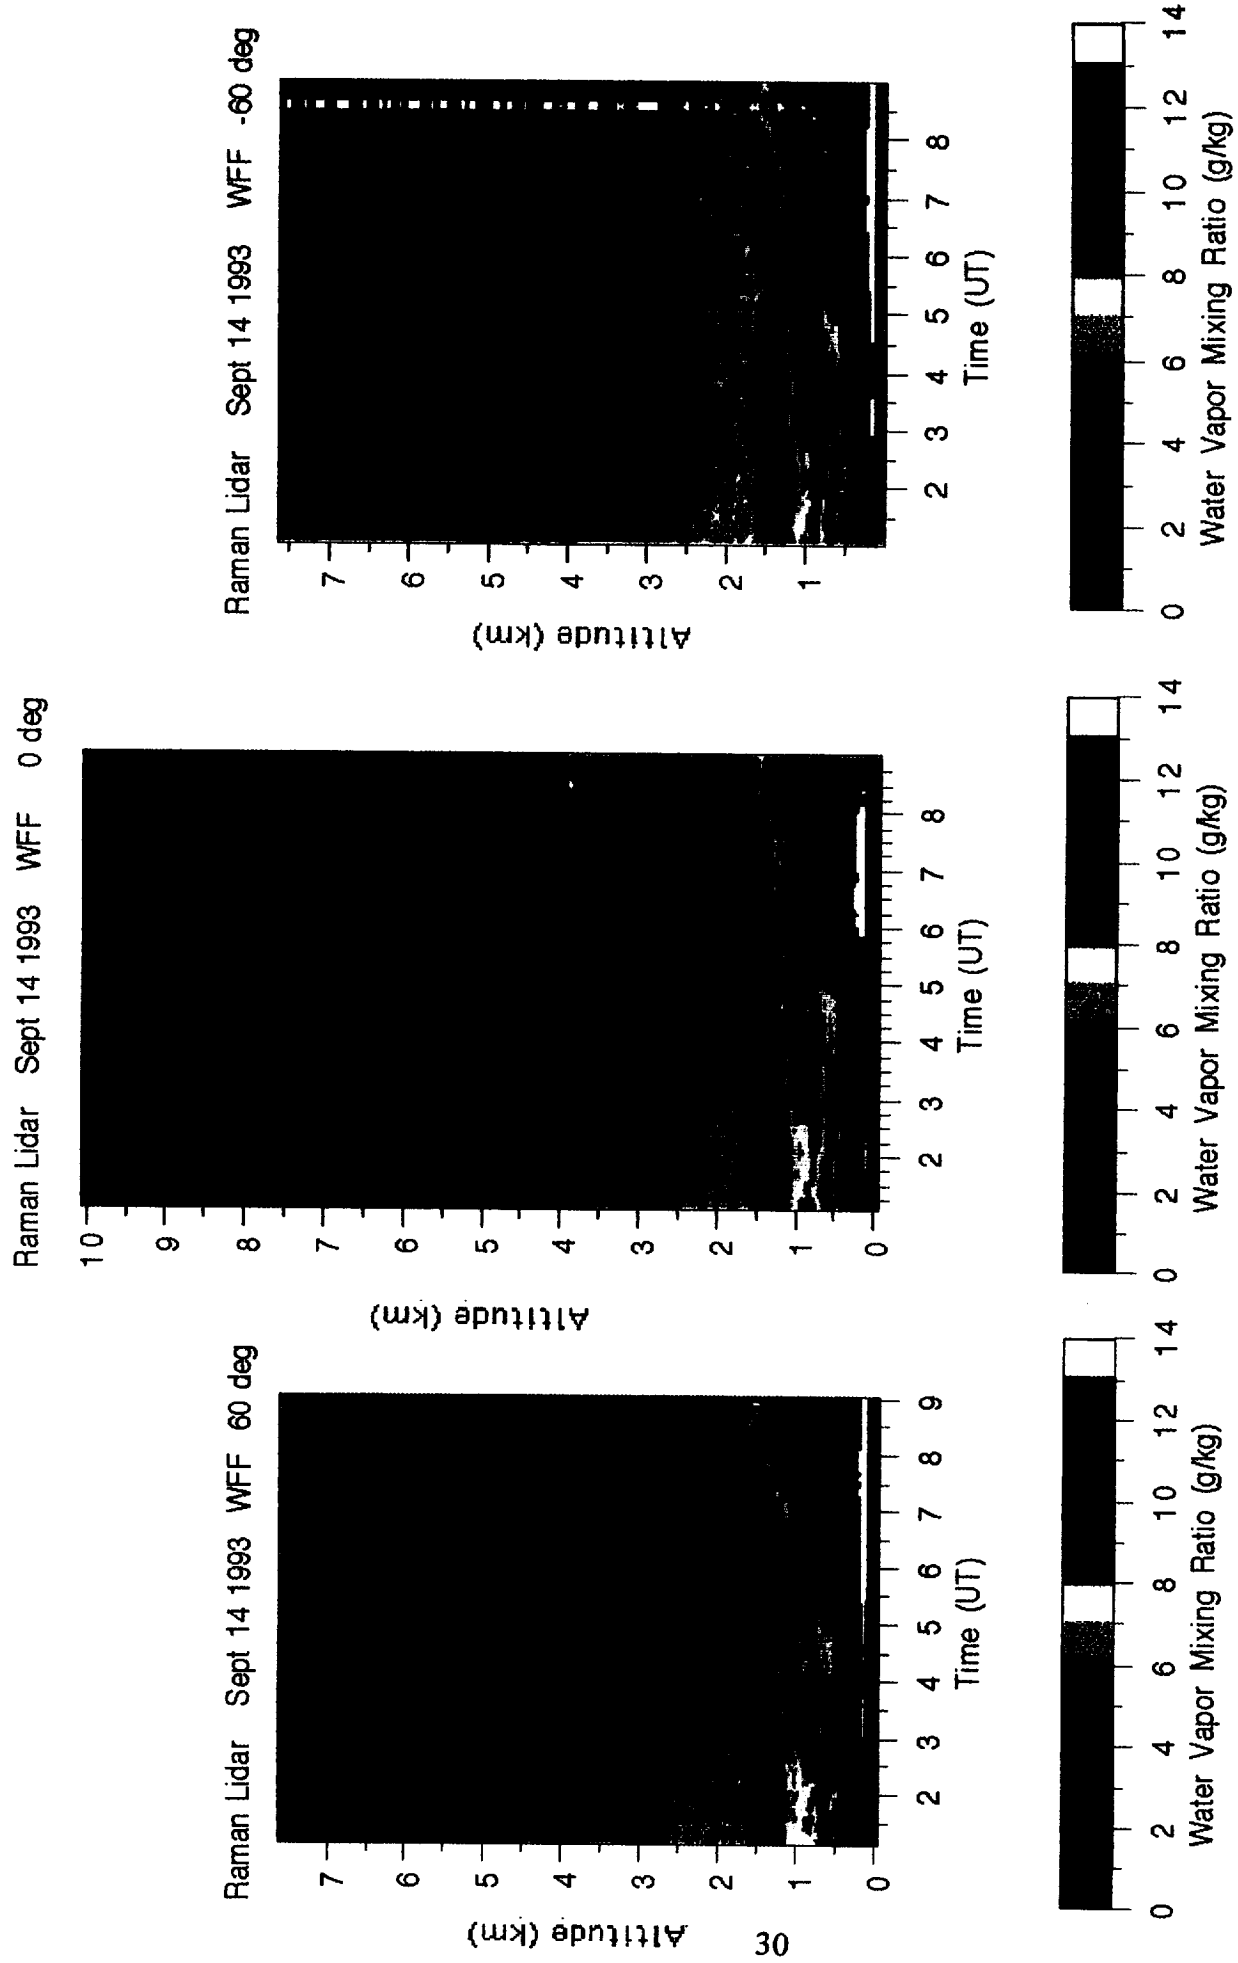 Raman Lidar Sept 14 1993 WFF 60 deg
Altitude (km)
7
6
5
4
3
2
1
0
2 3 4 5 6 7 8 9
Time (UT)
0 2 4 6 8 10 12 14
Water Vapor Mixing Ratio (g/kg)
Raman Lidar Sept 14 1993 WFF 0 deg
Altitude (km)
10
9
8
7
6
5
4
3
2
1
0
2 3 4 5 6 7 8
Time (UT)
0 2 4 6 8 10 12 14
Water Vapor Mixing Ratio (g/kg)
Raman Lidar Sept 14 1993 WFF -60 deg
Altitude (km)
7
6
5
4
3
2
1
2 3 4 5 6 7 8
Time (UT)
0 2 4 6 8 10 12 14
Water Vapor Mixing Ratio (g/kg)
30